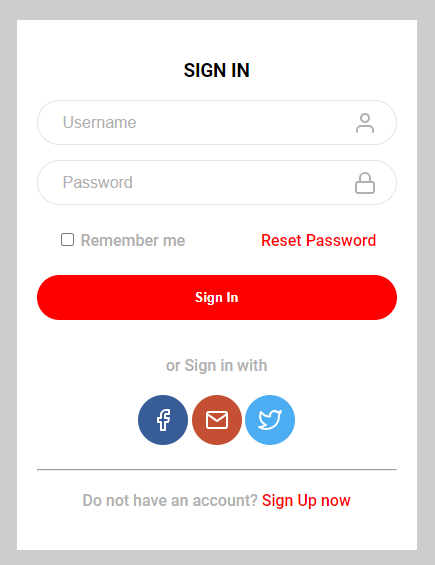 SIGN IN
Username
Password
Remember me Reset Password
Sign In
or Sign in with
Do not have an account? Sign Up now